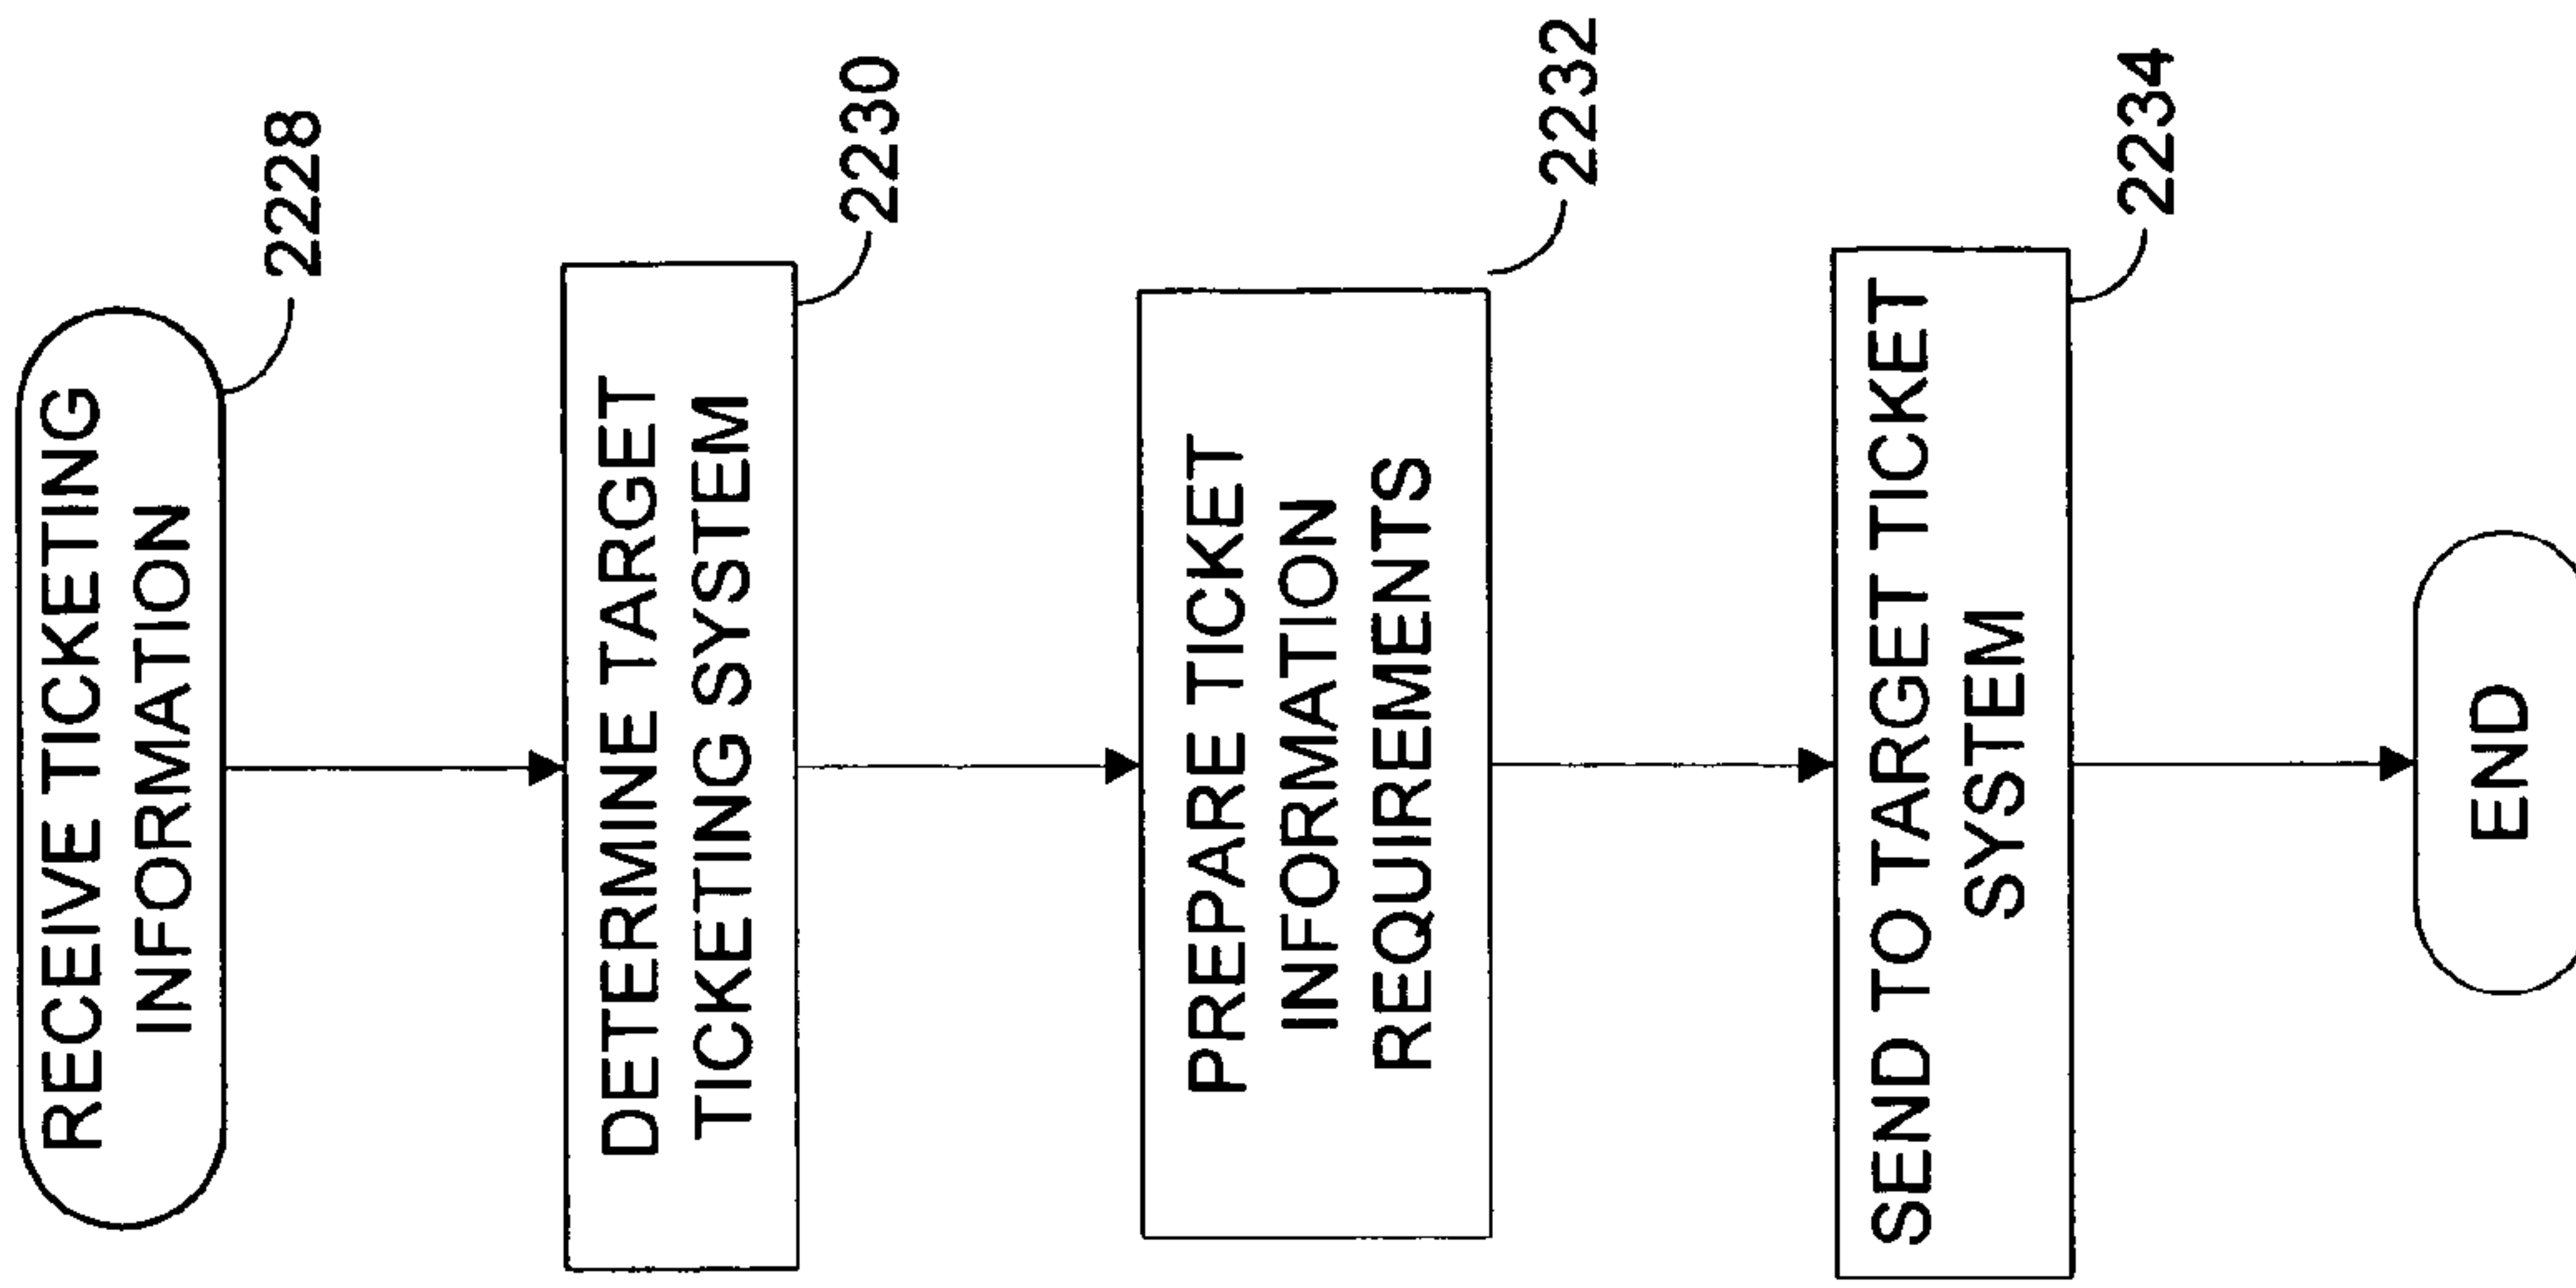 RECEIVE TICKETING
INFORMATION
2228
DETERMINE TARGET
TICKETING SYSTEM
2230
PREPARE TICKET
INFORMATION
REQUIREMENTS
2232
SEND TO TARGET TICKET
SYSTEM
2234
END